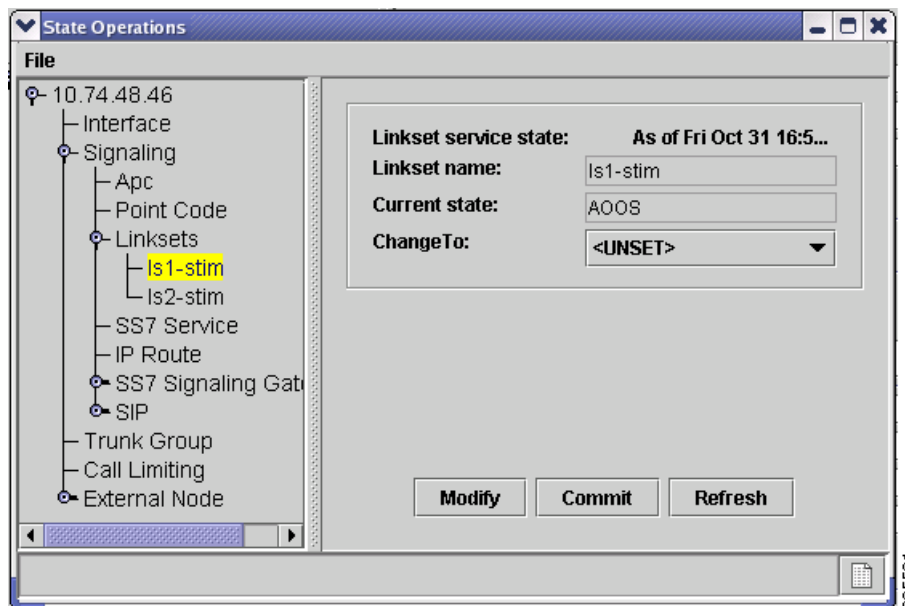 State Operations
File
10.74.48.46
Interface
Signaling
Apc
Point Code
Linksets
ls1-stim
ls2-stim
SS7 Service
IP Route
SS7 Signaling Gat
SIP
Trunk Group
Call Limiting
External Node
Linkset service state: As of Fri Oct 31 16:5...
Linkset name: ls1-stim
Current state: AOOS
ChangeTo: <UNSET>
Modify Commit Refresh